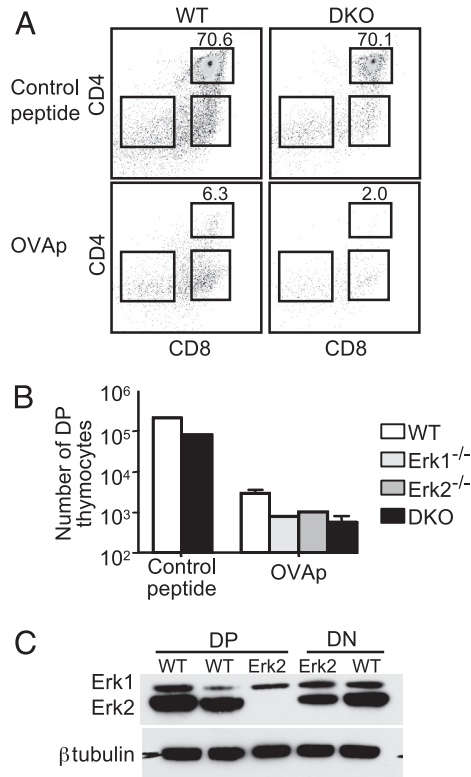 A
WT DKO
Control peptide
CD4
70.6 70.1
OVAp
CD4
6.3 2.0
CD8 CD8
B
Number of DP thymocytes
10^6
10^5
10^4
10^3
10^2
Control peptide
OVAp
WT
Erk1-/-
Erk2-/-
DKO
C
DP DN
WT WT Erk2 Erk2 WT
Erk1
Erk2
βtubulin